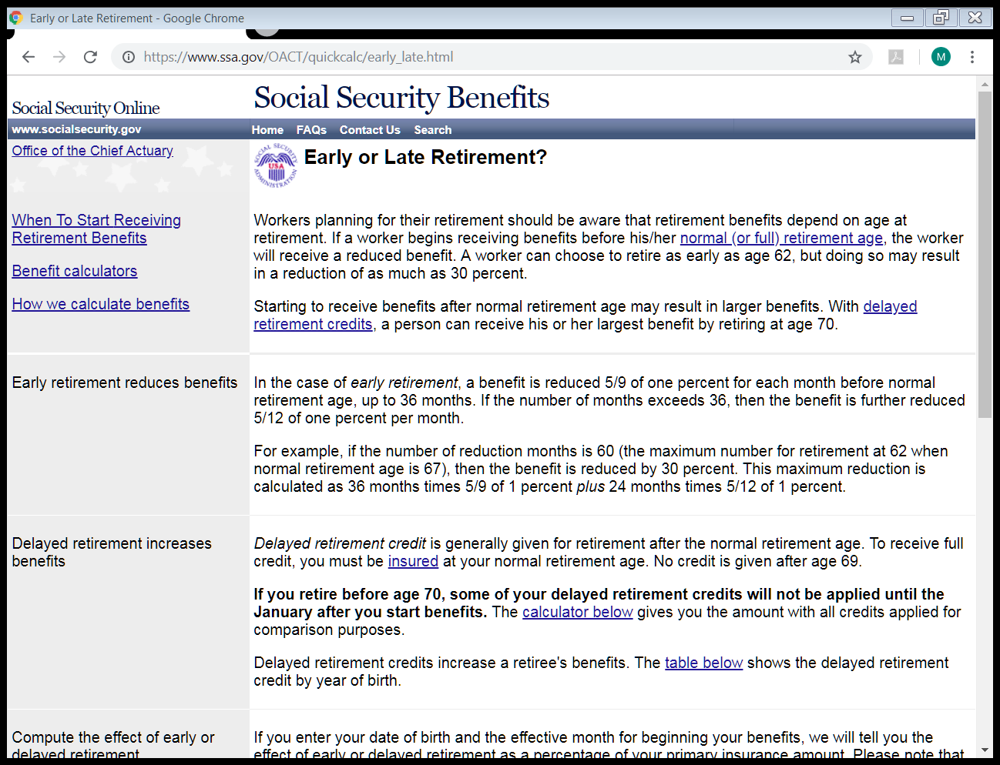 Early or Late Retirement - Google Chrome
https://www.ssa.gov/OACT/quickcalc/early_late.html
M
Social Security Online
Social Security Benefits
www.socialsecurity.gov
Home FAQs Contact Us Search
Office of the Chief Actuary
SOCIAL SECURITY ADMINISTRATION
USA
Early or Late Retirement?
When To Start Receiving
Retirement Benefits
Benefit calculators
How we calculate benefits
Workers planning for their retirement should be aware that retirement benefits depend on age at
retirement. If a worker begins receiving benefits before his/her normal (or full) retirement age, the worker
will receive a reduced benefit. A worker can choose to retire as early as age 62, but doing so may result
in a reduction of as much as 30 percent.
Starting to receive benefits after normal retirement age may result in larger benefits. With delayed
retirement credits, a person can receive his or her largest benefit by retiring at age 70.
Early retirement reduces benefits
In the case of early retirement, a benefit is reduced 5/9 of one percent for each month before normal
retirement age, up to 36 months. If the number of months exceeds 36, then the benefit is further reduced
5/12 of one percent per month.
For example, if the number of reduction months is 60 (the maximum number for retirement at 62 when
normal retirement age is 67), then the benefit is reduced by 30 percent. This maximum reduction is
calculated as 36 months times 5/9 of 1 percent plus 24 months times 5/12 of 1 percent.
Delayed retirement increases
benefits
Delayed retirement credit is generally given for retirement after the normal retirement age. To receive full
credit, you must be insured at your normal retirement age. No credit is given after age 69.
If you retire before age 70, some of your delayed retirement credits will not be applied until the
January after you start benefits. The calculator below gives you the amount with all credits applied for
comparison purposes.
Delayed retirement credits increase a retiree's benefits. The table below shows the delayed retirement
credit by year of birth.
Compute the effect of early or
delayed retirement
If you enter your date of birth and the effective month for beginning your benefits, we will tell you the
effect of early or delayed retirement as a percentage of your primary insurance amount. Please note that